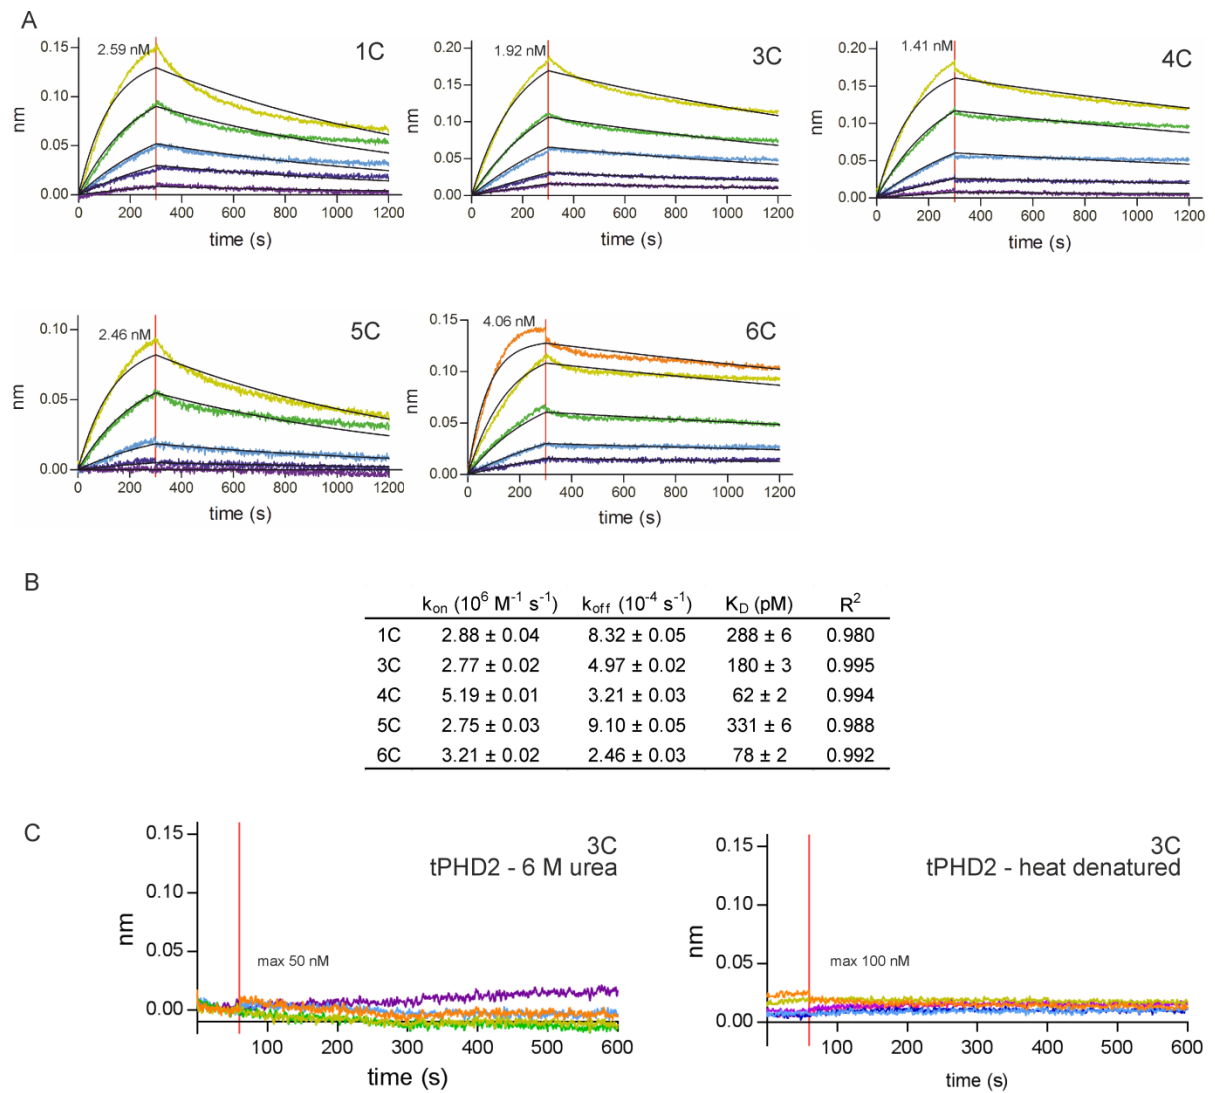 A
1C
2.59 nM
0.15
0.10
0.05
0.00
nm
0 200 400 600 800 1000 1200
time (s)
3C
1.92 nM
0.20
0.15
0.10
0.05
0.00
nm
0 200 400 600 800 1000 1200
time (s)
4C
1.41 nM
0.20
0.15
0.10
0.05
0.00
nm
0 200 400 600 800 1000 1200
time (s)
5C
2.46 nM
0.10
0.05
0.00
nm
0 200 400 600 800 1000 1200
time (s)
6C
4.06 nM
0.15
0.10
0.05
0.00
nm
0 200 400 600 800 1000 1200
time (s)
B
kon (10⁶ M⁻¹ s⁻¹) koff (10⁻⁴ s⁻¹) KD (pM) R²
1C 2.88 ± 0.04 8.32 ± 0.05 288 ± 6 0.980
3C 2.77 ± 0.02 4.97 ± 0.02 180 ± 3 0.995
4C 5.19 ± 0.01 3.21 ± 0.03 62 ± 2 0.994
5C 2.75 ± 0.03 9.10 ± 0.05 331 ± 6 0.988
6C 3.21 ± 0.02 2.46 ± 0.03 78 ± 2 0.992
C
3C
tPHD2 - 6 M urea
0.15
0.10
0.05
0.00
nm
max 50 nM
100 200 300 400 500 600
time (s)
3C
tPHD2 - heat denatured
0.15
0.10
0.05
0.00
nm
max 100 nM
100 200 300 400 500 600
time (s)